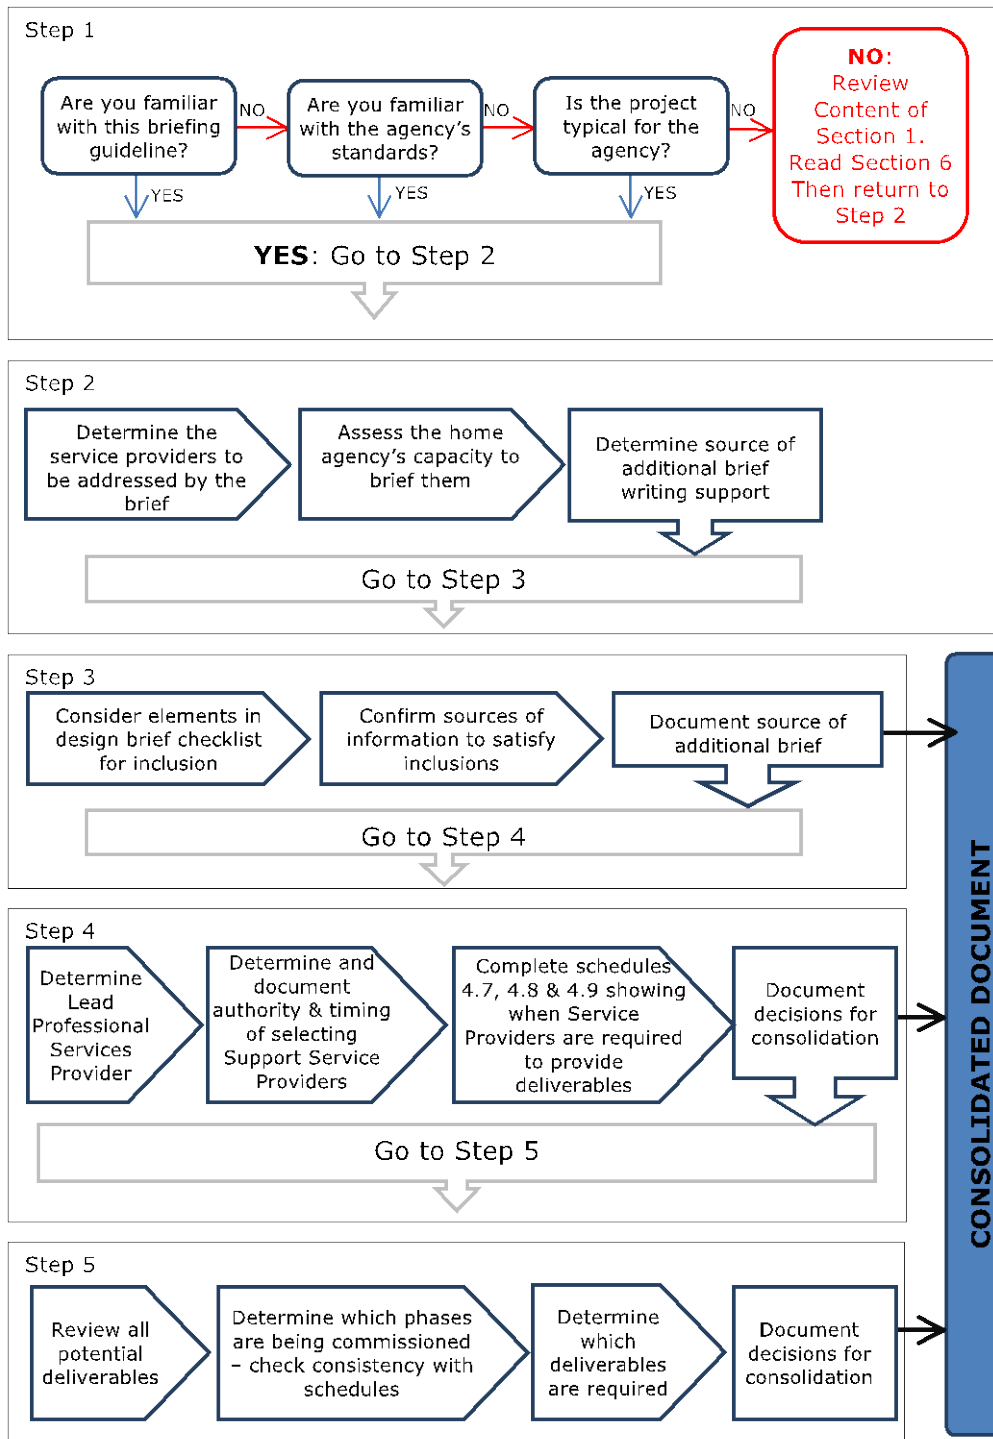 Step 1
Are you familiar
with this briefing
guideline?
NO
Are you familiar
with the agency's
standards?
NO
Is the project
typical for the
agency?
NO
NO:
Review
Content of
Section 1.
Read Section 6
Then return to
Step 2
YES
YES
YES
YES: Go to Step 2
Step 2
Determine the
service providers to
be addressed by the
brief
Assess the home
agency's capacity to
brief them
Determine source of
additional brief
writing support
Go to Step 3
Step 3
Consider elements in
design brief checklist
for inclusion
Confirm sources of
information to satisfy
inclusions
Document source of
additional brief
Go to Step 4
Step 4
Determine
Lead
Professional
Services
Provider
Determine and
document
authority & timing
of selecting
Support Service
Providers
Complete schedules
4.7, 4.8 & 4.9 showing
when Service
Providers are required
to provide
deliverables
Document
decisions for
consolidation
Go to Step 5
Step 5
Review all
potential
deliverables
Determine which phases
are being commissioned
– check consistency with
schedules
Determine
which
deliverables
are required
Document
decisions for
consolidation
CONSOLIDATED DOCUMENT